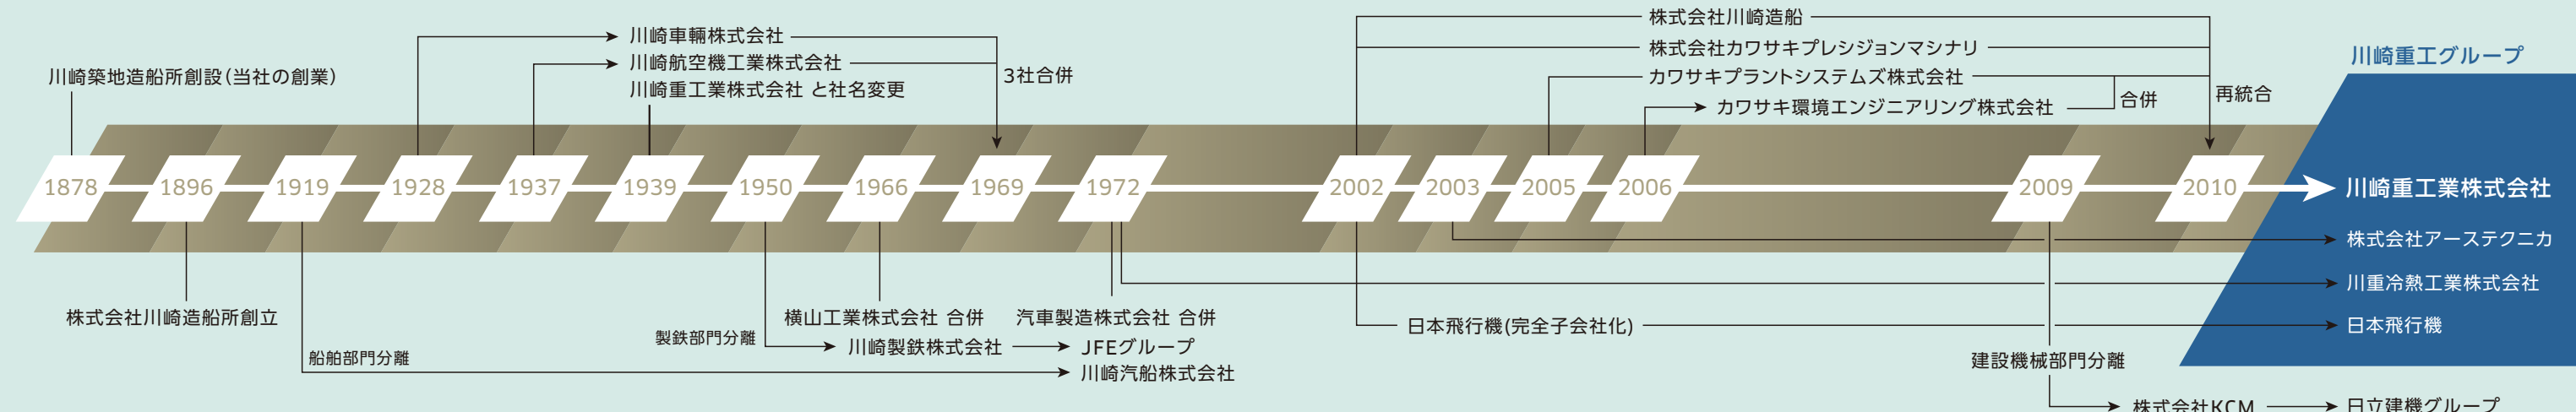 川崎築地造船所創設(当社の創業)
川崎車輛株式会社
川崎航空機工業株式会社
川崎重工業株式会社 と社名変更
3社合併
株式会社川崎造船
株式会社カワサキプレシジョンマシナリ
カワサキプラントシステムズ株式会社
カワサキ環境エンジニアリング株式会社
合併
再統合
川崎重工グループ
1878
1896
1919
1928
1937
1939
1950
1966
1969
1972
2002
2003
2005
2006
2009
2010
川崎重工業株式会社
株式会社アーステクニカ
川重冷熱工業株式会社
日本飛行機
株式会社川崎造船所創立
船舶部門分離
製鉄部門分離
横山工業株式会社 合併
川崎製鉄株式会社
汽車製造株式会社 合併
JFEグループ
川崎汽船株式会社
日本飛行機(完全子会社化)
建設機械部門分離
株式会社KCM
日立建機グループ